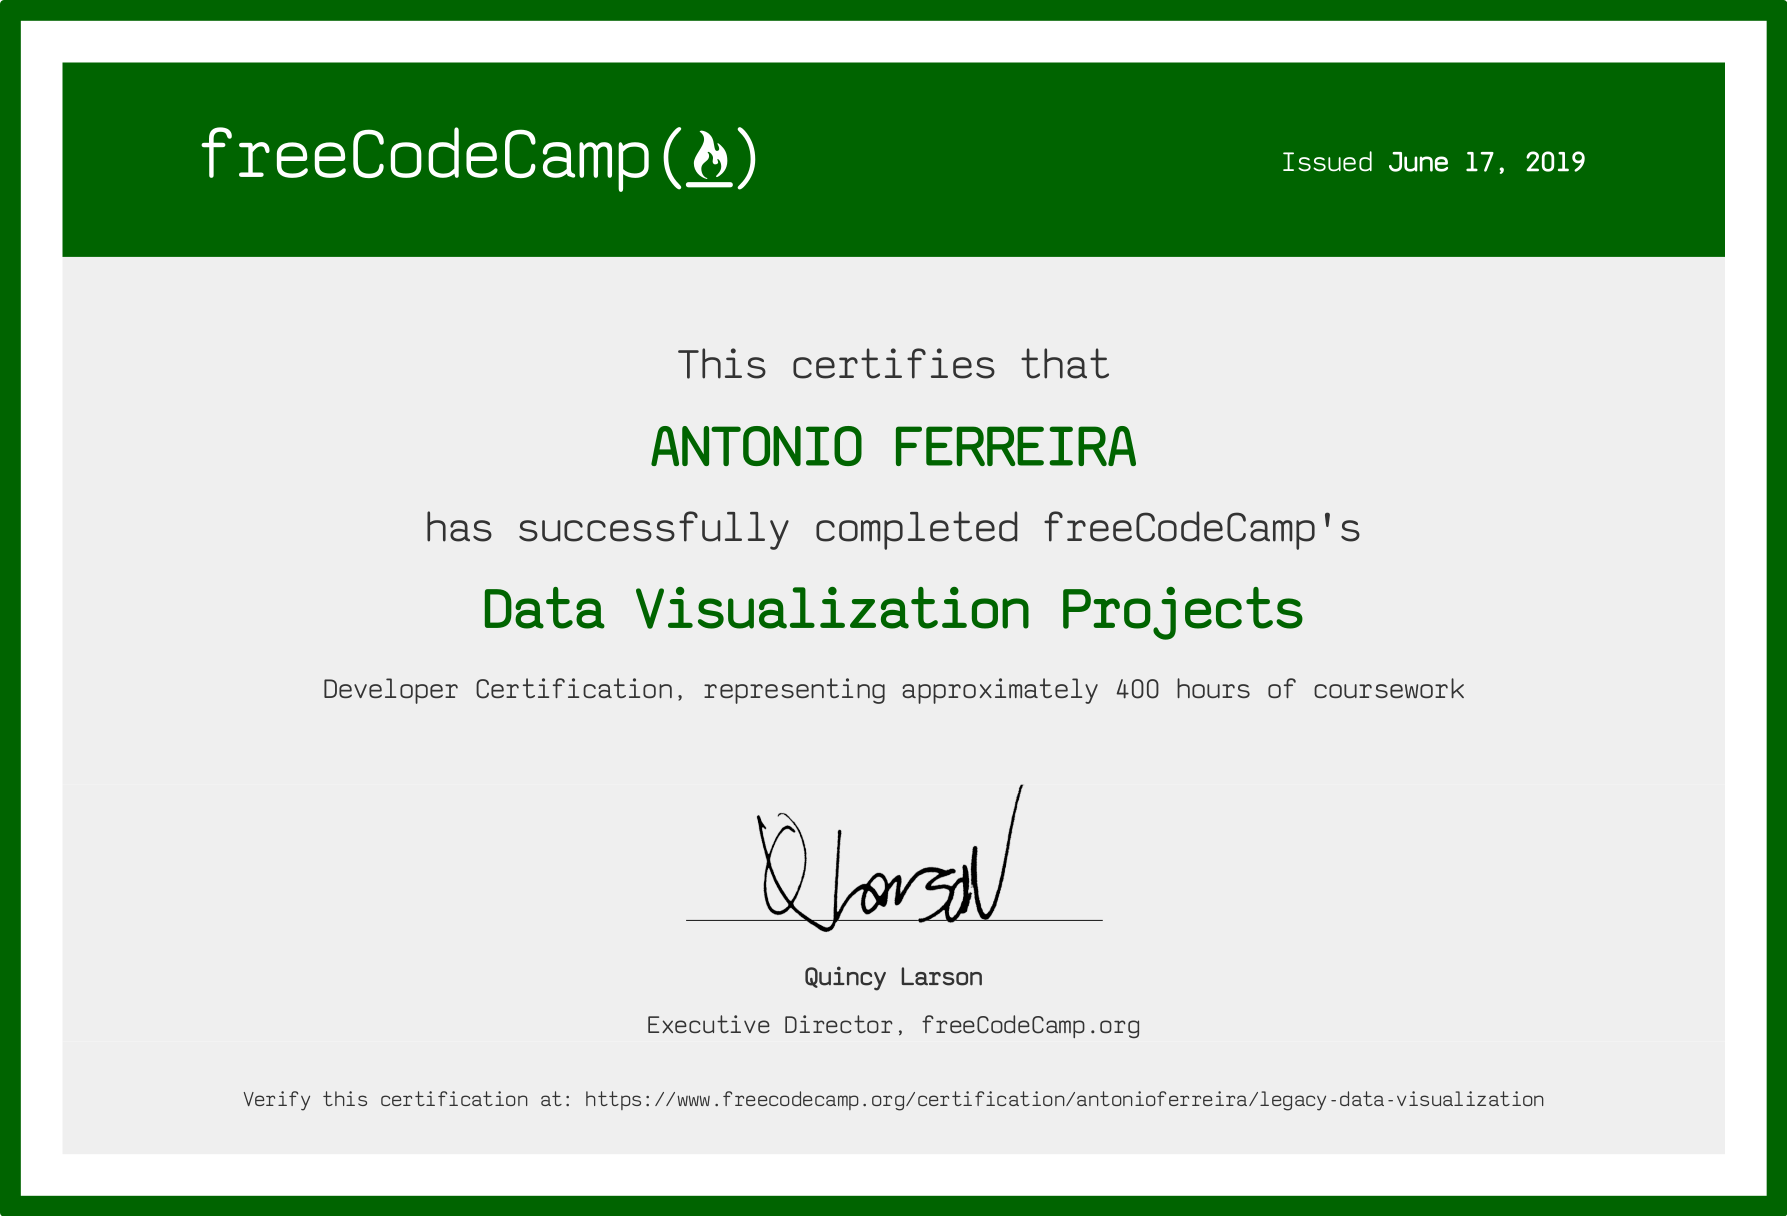 freeCodeCamp()
Issued June 17, 2019
This certifies that
ANTONIO FERREIRA
has successfully completed freeCodeCamp's
Data Visualization Projects
Developer Certification, representing approximately 400 hours of coursework
Q Larson
Quincy Larson
Executive Director, freeCodeCamp.org
Verify this certification at: https://www.freecodecamp.org/certification/antonioferreira/legacy-data-visualization